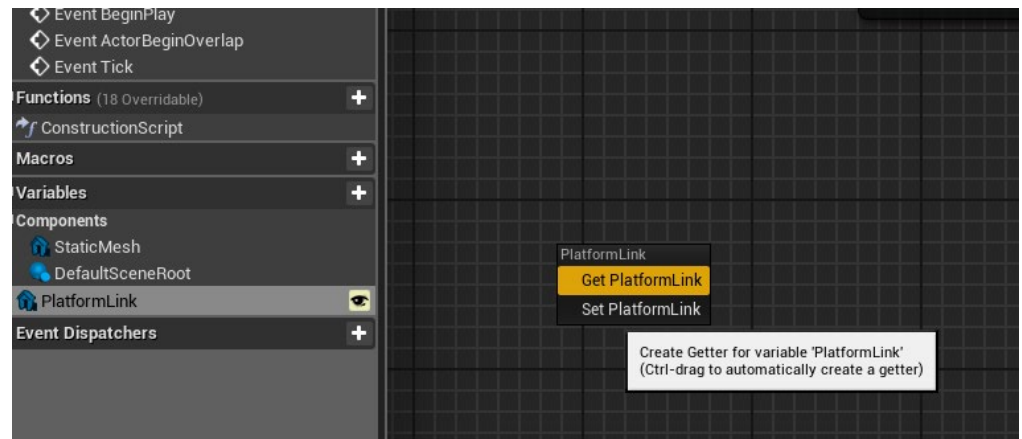 Event BeginPlay
Event ActorBeginOverlap
Event Tick
Functions (18 Overridable)
ConstructionScript
Macros
Variables
Components
StaticMesh
DefaultSceneRoot
PlatformLink
Event Dispatchers
PlatformLink
Get PlatformLink
Set PlatformLink
Create Getter for variable 'PlatformLink'
(Ctrl-drag to automatically create a getter)